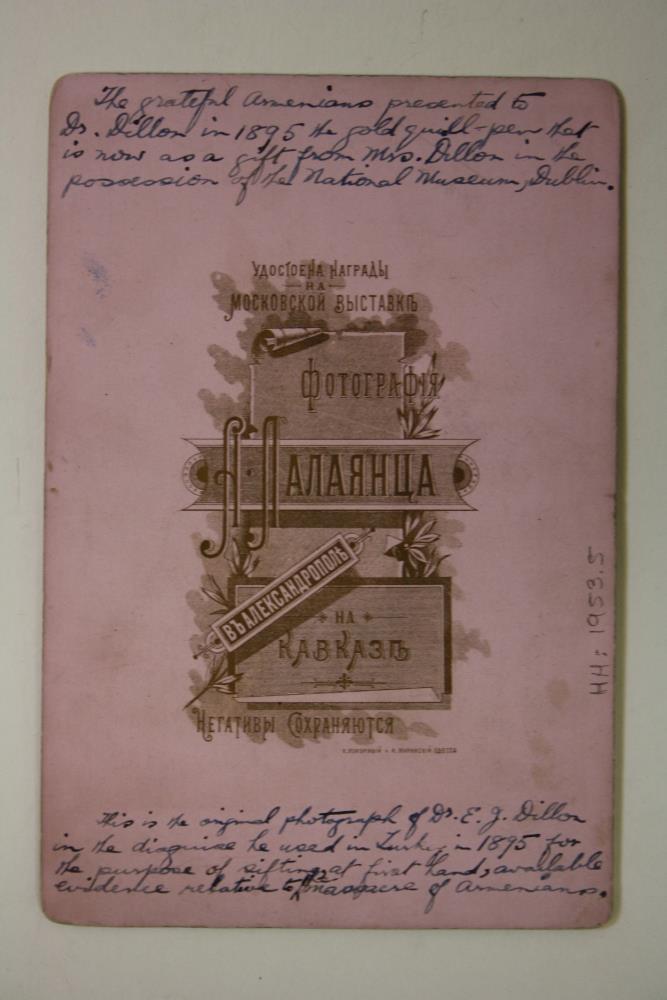 The grateful Armenians presented to
Dr. Dillon in 1895 the gold quill-pen that
is now as a gift from Mrs. Dillon in the
possession of the National Museum, Dublin.
УДОСТОЕНА НАГРАДЫ
НА
МОСКОВСКОЙ ВЫСТАВКѢ
ФОТОГРАФІЯ
ПАЛАЯНЦА
ВЪ АЛЕКСАНДРОПОЛѢ
НА
КАВКАЗѢ
НЕГАТИВЫ СОХРАНЯЮТСЯ
К. ПОКОРНЫЙ ОДЕССА
HH: 1953.5
This is the original photograph of Dr. E. J. Dillon
in the disguise he used in Turkey in 1895 for
the purpose of sifting, at first hand, available
evidence relative to the massacre of Armenians.